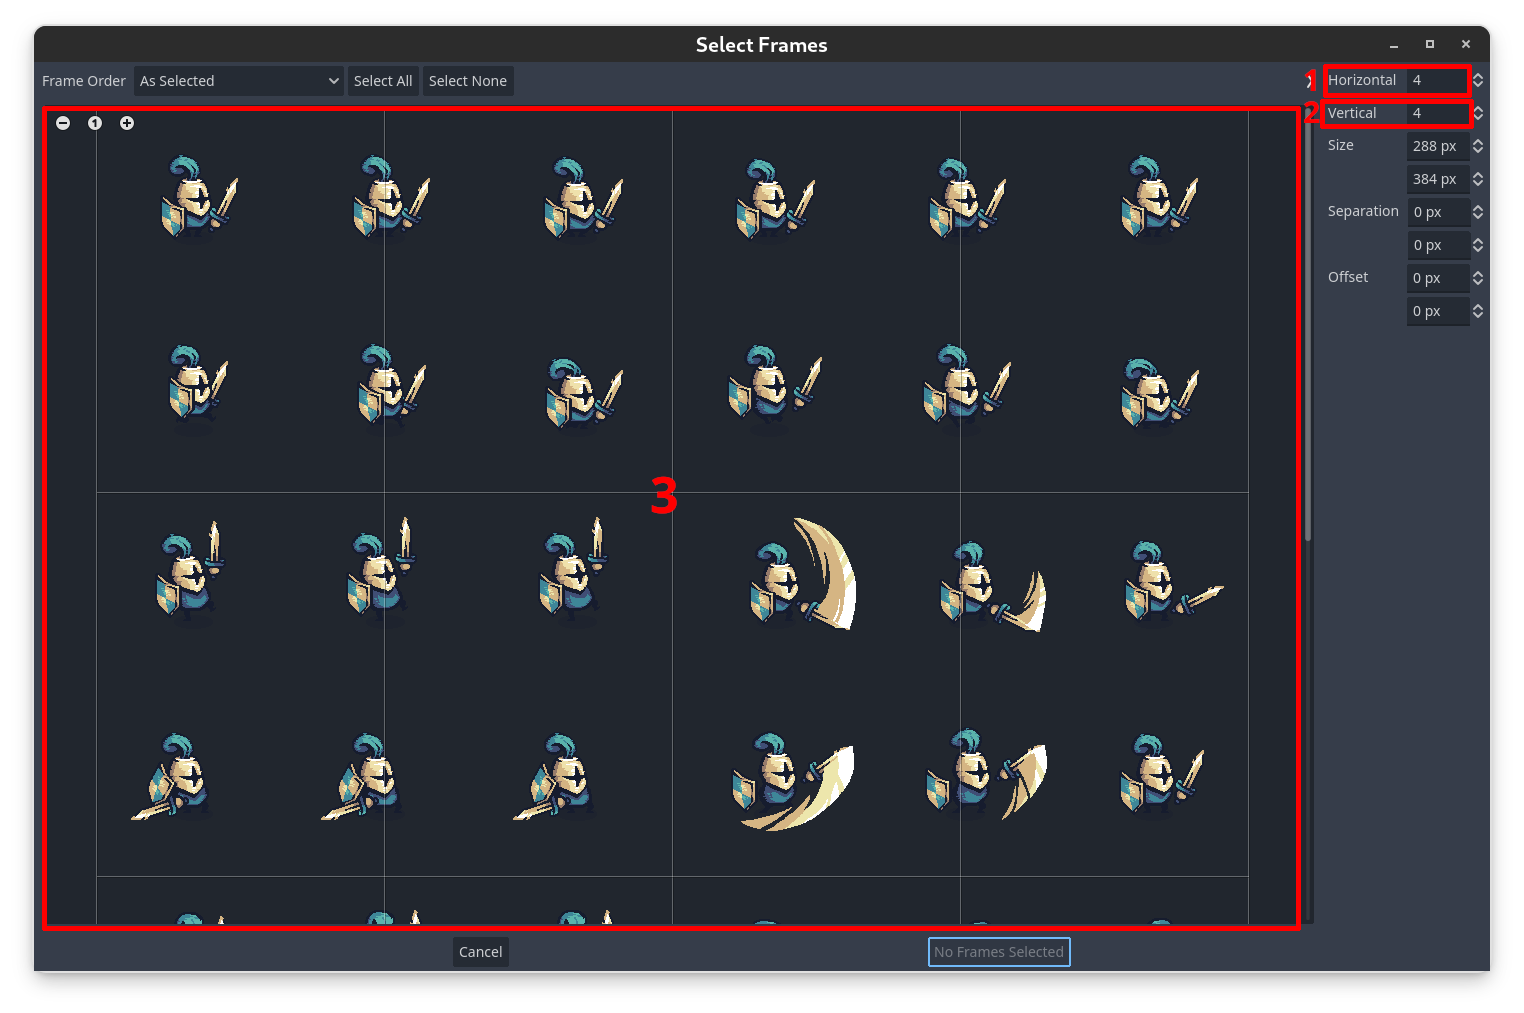 Select Frames
Frame Order As Selected Select All Select None
1 Horizontal 4
2 Vertical 4
Size 288 px
384 px
Separation 0 px
0 px
Offset 0 px
0 px
1
3
Cancel No Frames Selected